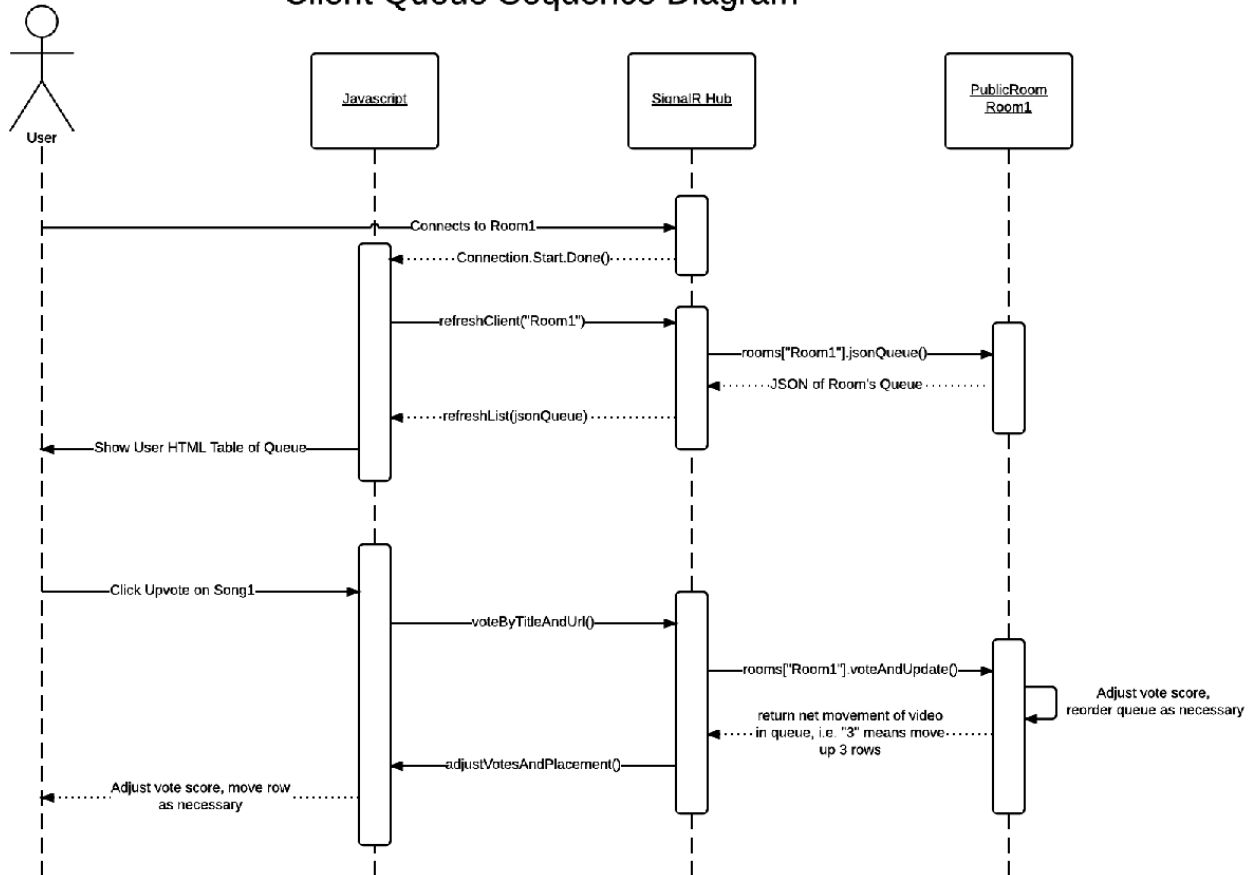 Client Queue Sequence Diagram
User
Javascript
SignalR Hub
PublicRoom
Room1
Connects to Room1
Connection.Start.Done()
refreshClient("Room1")
rooms["Room1"].jsonQueue()
JSON of Room's Queue
refreshList(jsonQueue)
Show User HTML Table of Queue
Click Upvote on Song1
voteByTitleAndUrl()
rooms["Room1"].voteAndUpdate()
Adjust vote score,
reorder queue as necessary
return net movement of video
in queue, i.e. "3" means move
up 3 rows
adjustVotesAndPlacement()
Adjust vote score, move row
as necessary